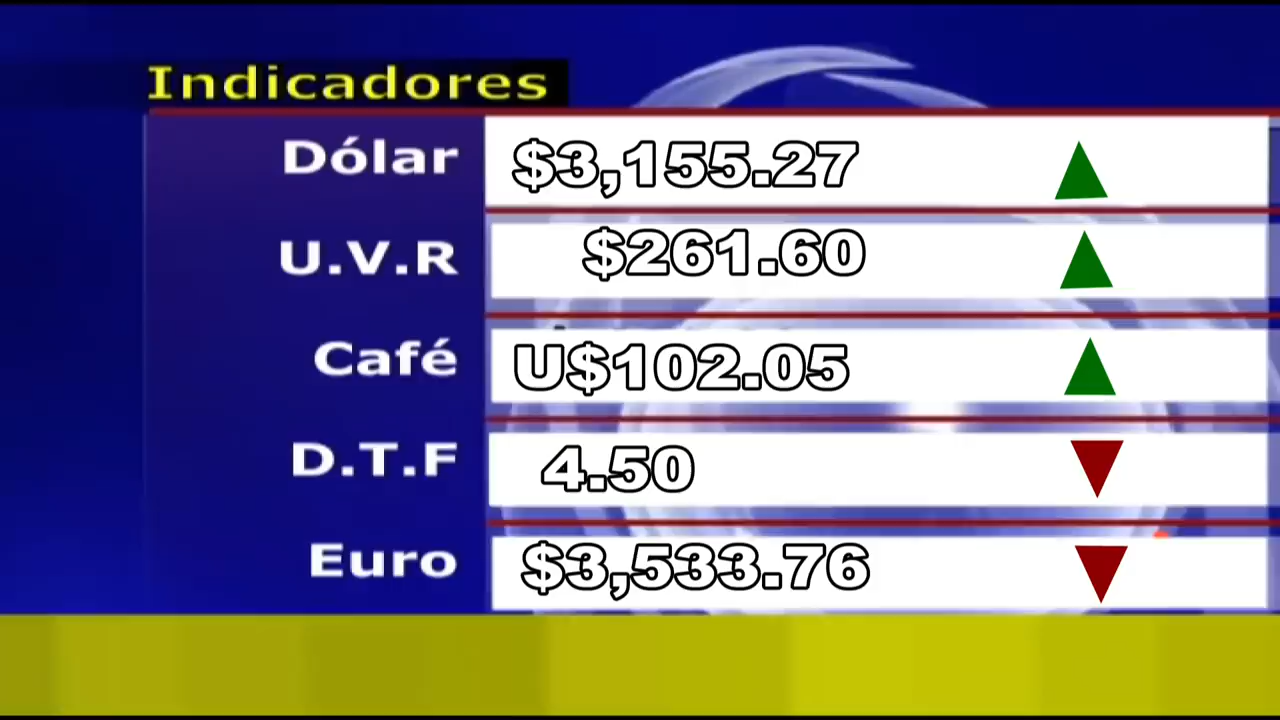 Indicadores
Dólar $3,155.27
U.V.R $261.60
Café U$102.05
D.T.F 4.50
Euro $3,533.76